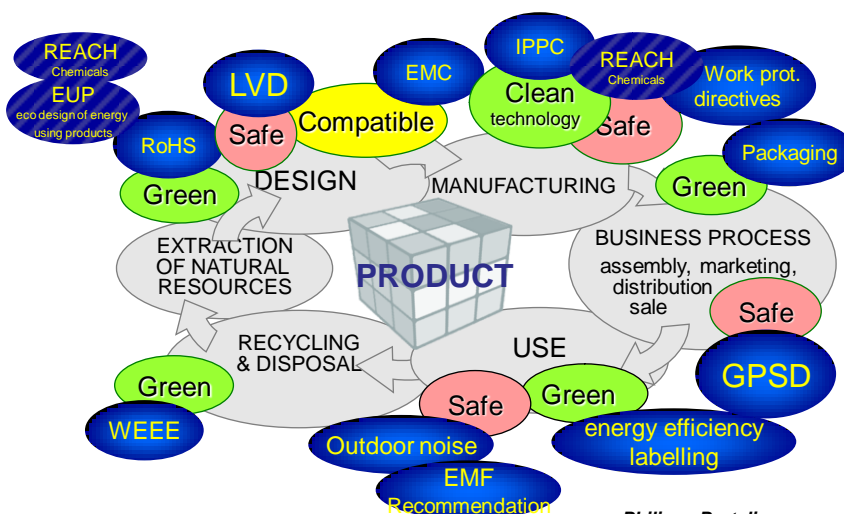 REACH
Chemicals
EUP
eco design of energy
using products
RoHS
Green
LVD
Safe
Compatible
EMC
IPPC
Clean
technology
REACH
Chemicals
Safe
Work prot.
directives
Packaging
Green
DESIGN
MANUFACTURING
EXTRACTION
OF NATURAL
RESOURCES
PRODUCT
BUSINESS PROCESS
assembly, marketing,
distribution
sale
Safe
GPSD
RECYCLING
& DISPOSAL
USE
Green
WEEE
Safe
Green
Outdoor noise
energy efficiency
labelling
EMF
Recommendation